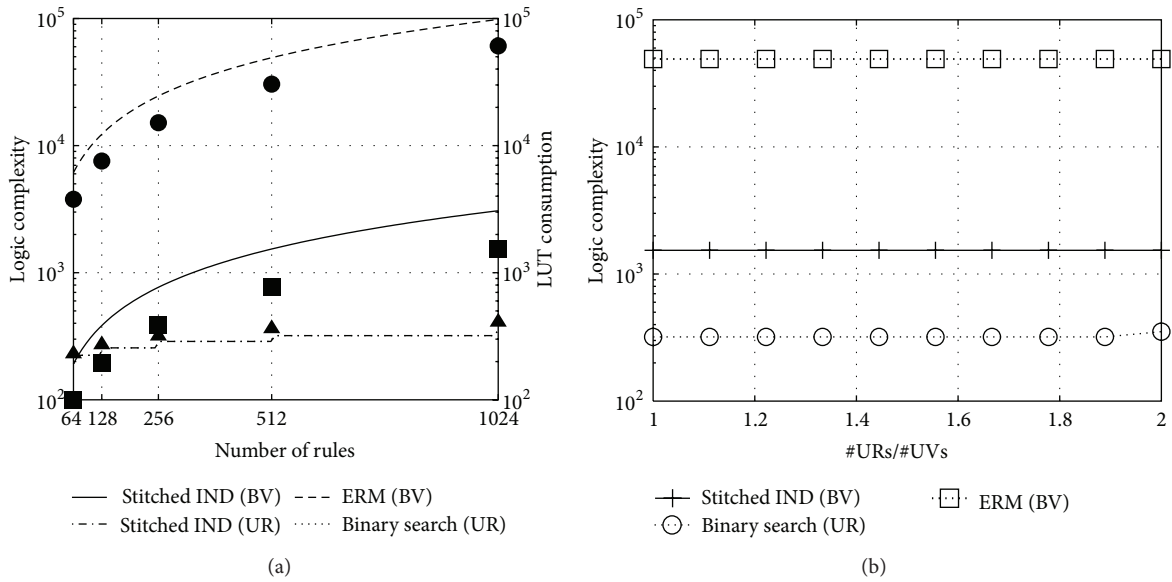 10^5
10^4
10^3
10^2
Logic complexity
10^5
10^4
10^3
10^2
LUT consumption
64 128 256 512 1024
Number of rules
Stitched IND (BV)
ERM (BV)
Stitched IND (UR)
Binary search (UR)
(a)
10^5
10^4
10^3
10^2
Logic complexity
1 1.2 1.4 1.6 1.8 2
#URs/#UVs
Stitched IND (BV)
ERM (BV)
Binary search (UR)
(b)